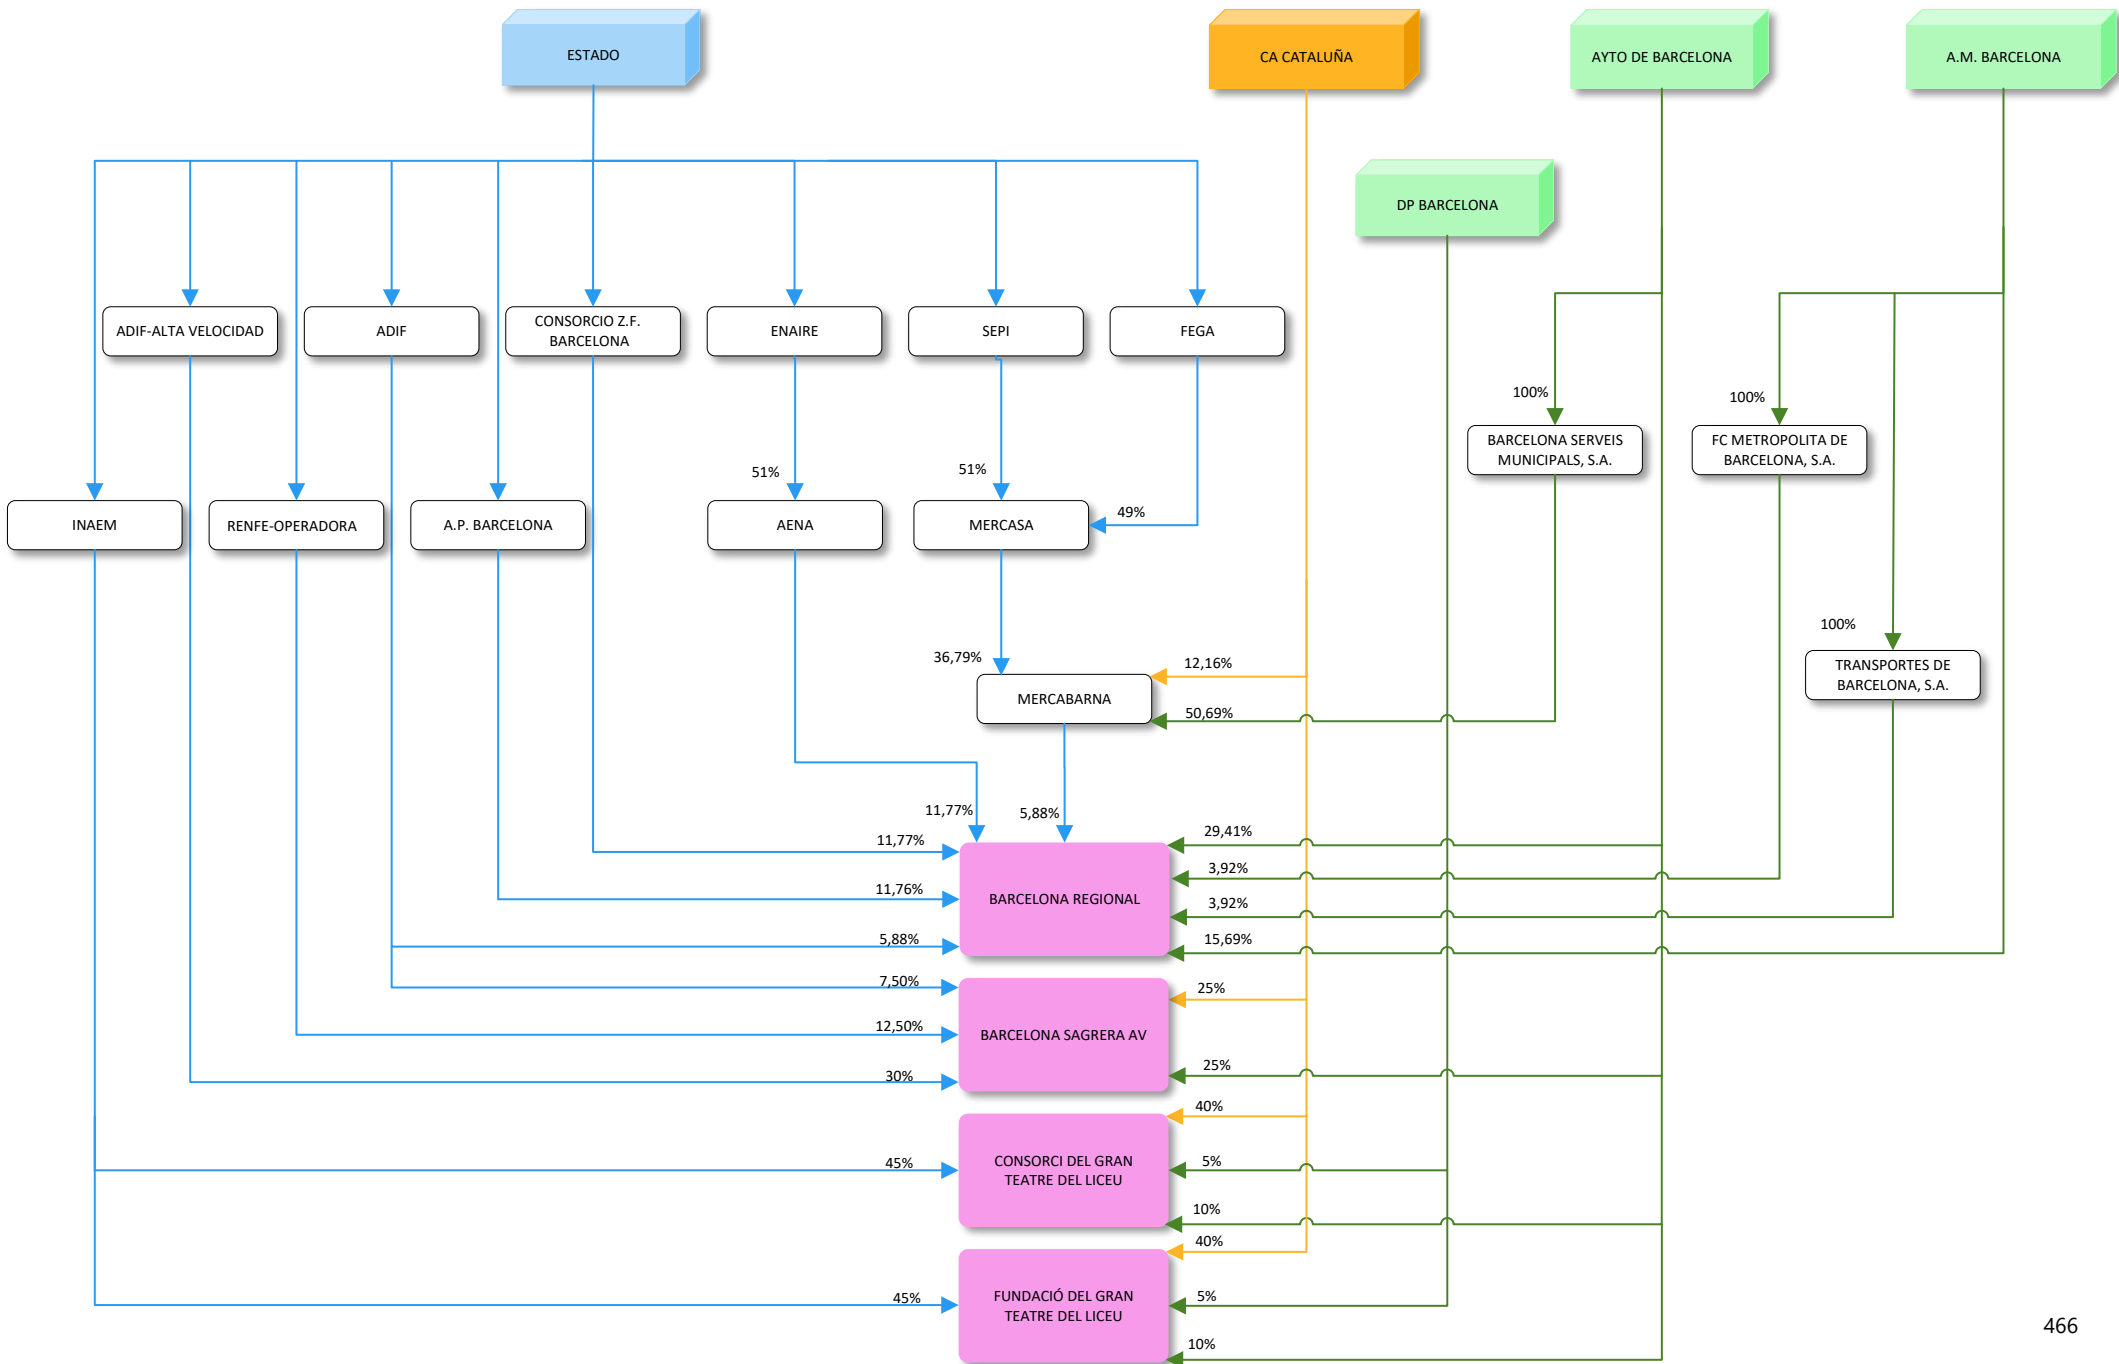 ESTADO
CA CATALUÑA
AYTO DE BARCELONA
A.M. BARCELONA
DP BARCELONA
ADIF-ALTA VELOCIDAD
ADIF
CONSORCIO Z.F.
BARCELONA
ENAIRE
SEPI
FEGA
100%
100%
BARCELONA SERVEIS
MUNICIPALS, S.A.
FC METROPOLITA DE
BARCELONA, S.A.
51%
51%
49%
INAEM
RENFE-OPERADORA
A.P. BARCELONA
AENA
MERCASA
100%
36,79%
12,16%
TRANSPORTES DE
BARCELONA, S.A.
MERCABARNA
50,69%
11,77%
5,88%
29,41%
11,77%
3,92%
11,76%
BARCELONA REGIONAL
3,92%
5,88%
15,69%
7,50%
25%
12,50%
BARCELONA SAGRERA AV
25%
30%
40%
45%
CONSORCI DEL GRAN
TEATRE DEL LICEU
5%
10%
40%
45%
FUNDACIÓ DEL GRAN
TEATRE DEL LICEU
5%
10%
466